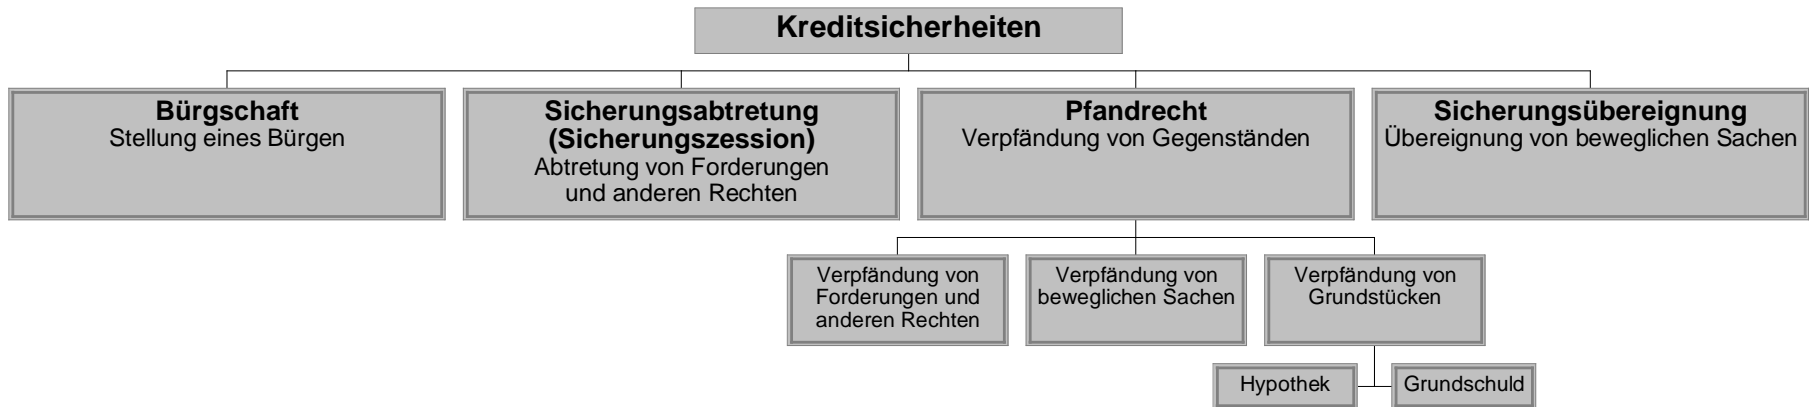 Kreditsicherheiten
Bürgschaft
Stellung eines Bürgen
Sicherungsabtretung
(Sicherungszession)
Abtretung von Forderungen
und anderen Rechten
Pfandrecht
Verpfändung von Gegenständen
Sicherungsübereignung
Übereignung von beweglichen Sachen
Verpfändung von
Forderungen und
anderen Rechten
Verpfändung von
beweglichen Sachen
Verpfändung von
Grundstücken
Hypothek
Grundschuld